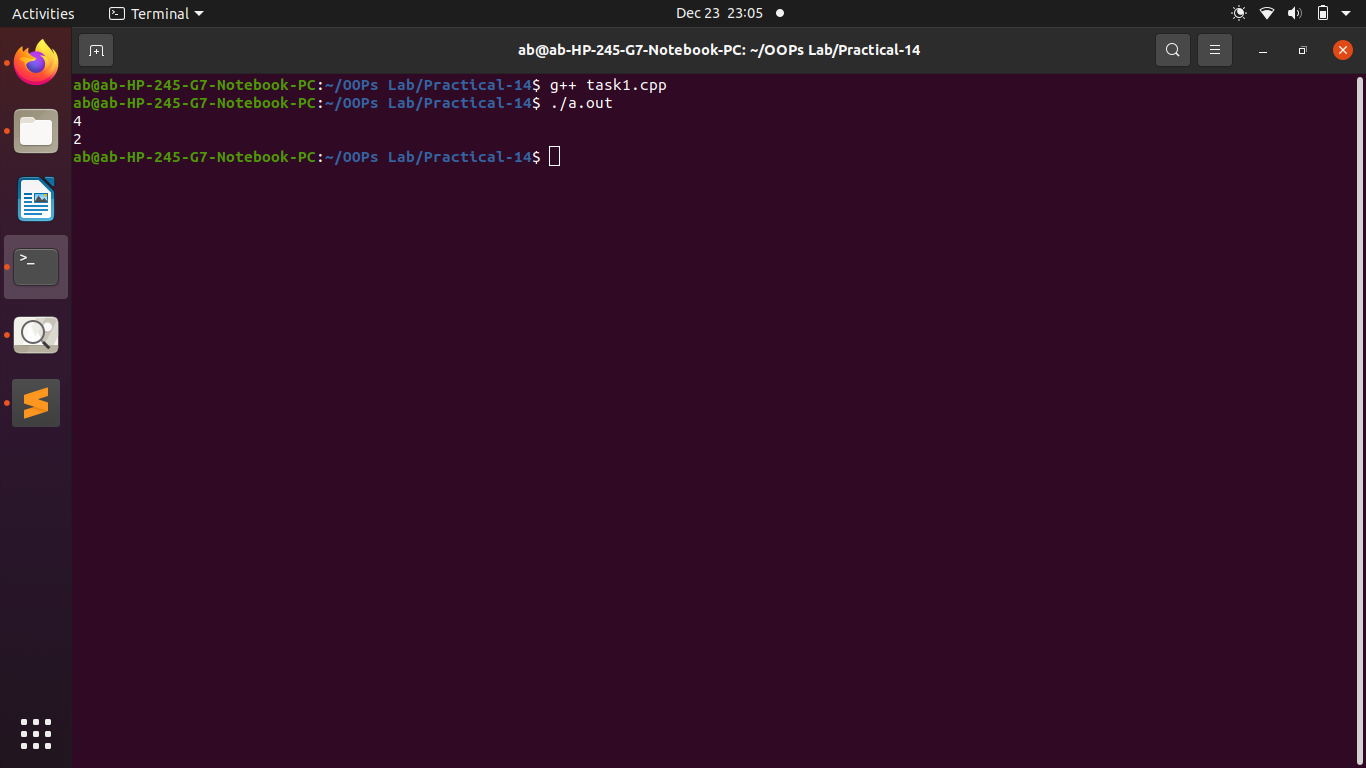 Activities Terminal Dec 23 23:05
ab@ab-HP-245-G7-Notebook-PC: ~/OOPs Lab/Practical-14
ab@ab-HP-245-G7-Notebook-PC:~/OOPs Lab/Practical-14$ g++ task1.cpp
ab@ab-HP-245-G7-Notebook-PC:~/OOPs Lab/Practical-14$ ./a.out
4
2
ab@ab-HP-245-G7-Notebook-PC:~/OOPs Lab/Practical-14$